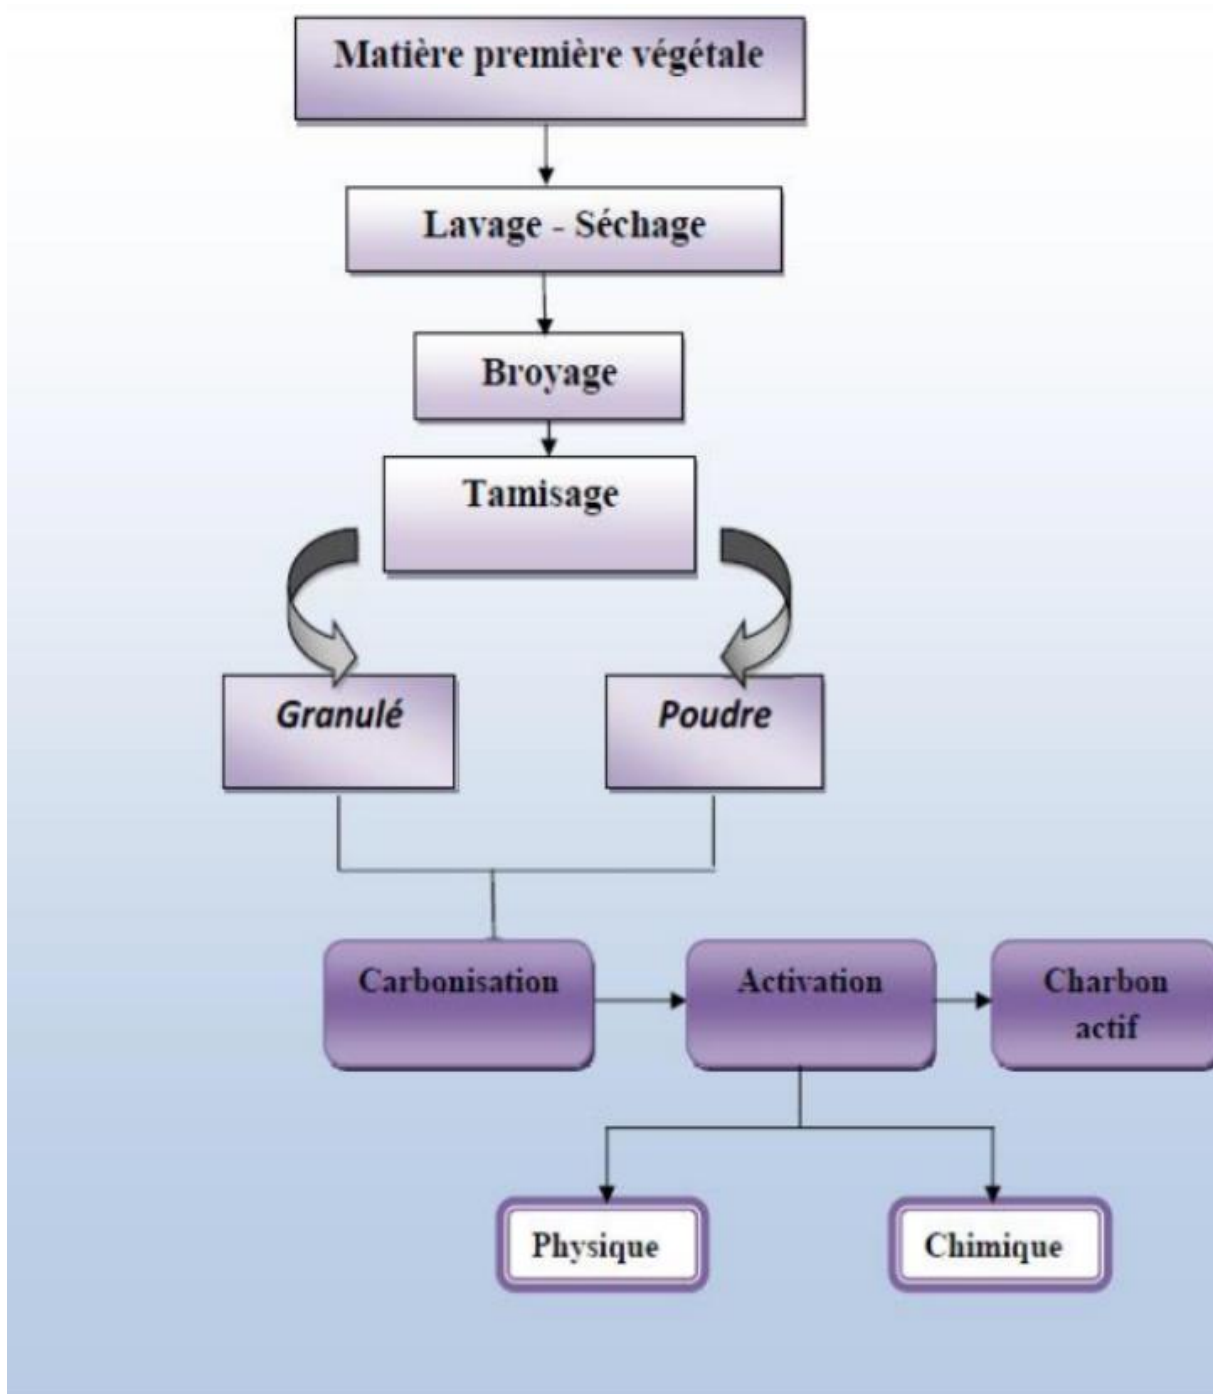 Matière première végétale
Lavage - Séchage
Broyage
Tamisage
Granulé
Poudre
Carbonisation
Activation
Charbon
actif
Physique
Chimique